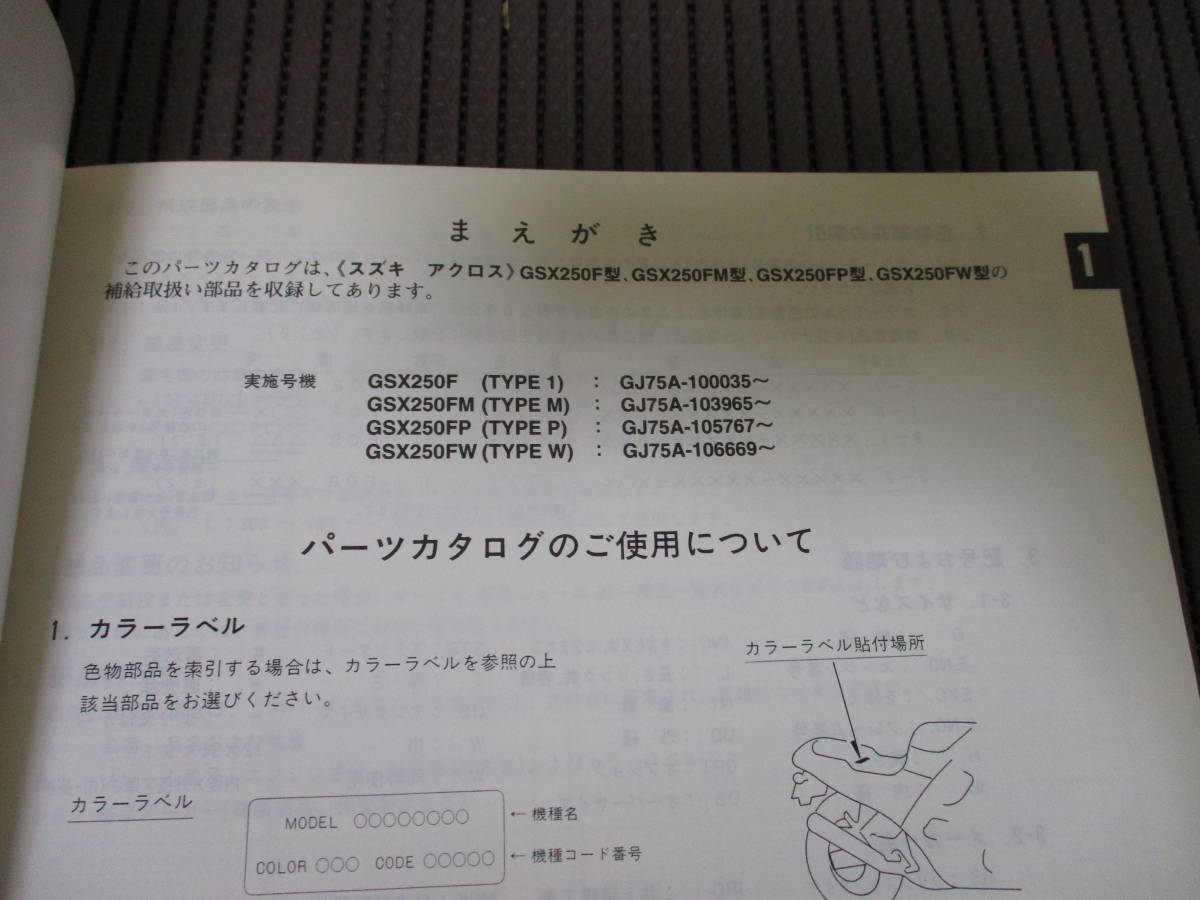 まえがき
1
このパーツカタログは、《スズキ アクロス》GSX250F型、GSX250FM型、GSX250FP型、GSX250FW型の
補給取扱い部品を収録してあります。
実施号機 GSX250F (TYPE 1) : GJ75A-100035〜
GSX250FM (TYPE M) : GJ75A-103965〜
GSX250FP (TYPE P) : GJ75A-105767〜
GSX250FW (TYPE W) : GJ75A-106669〜
パーツカタログのご使用について
1. カラーラベル
色物部品を索引する場合は、カラーラベルを参照の上
該当部品をお選びください。
カラーラベル貼付場所
カラーラベル
MODEL ○○○○○○○○ ←機種名
COLOR ○○○ CODE ○○○○○ ←機種コード番号